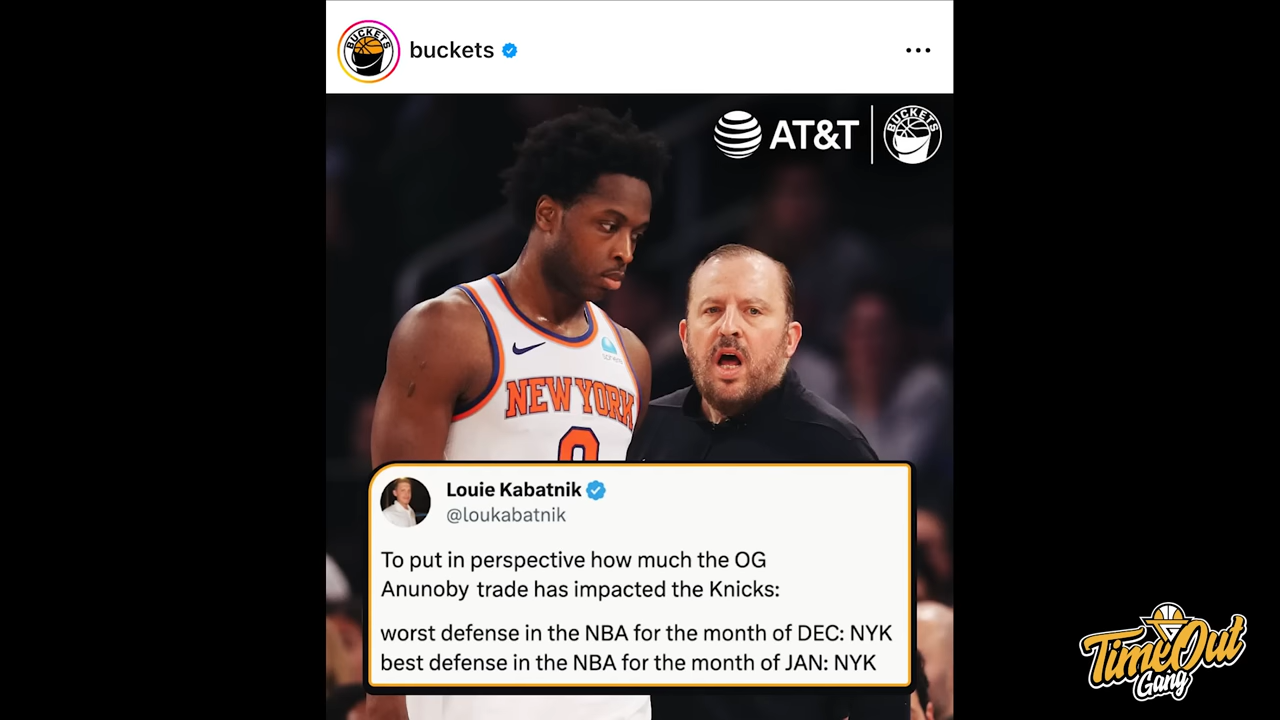 BUCKETS
buckets
AT&T
BUCKETS
NEW YORK
Louie Kabatnik
@loukabatnik
To put in perspective how much the OG
Anunoby trade has impacted the Knicks:
worst defense in the NBA for the month of DEC: NYK
best defense in the NBA for the month of JAN: NYK
TimeOut
Gang